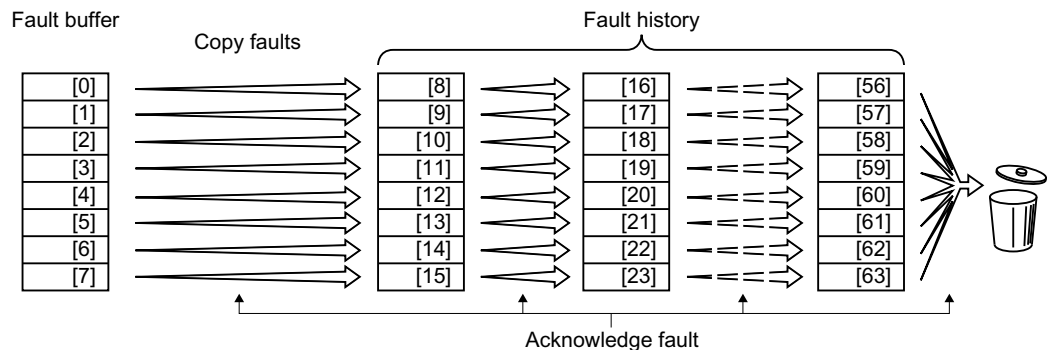 Fault buffer
Fault history
Copy faults
[0] [8] [16] [56]
[1] [9] [17] [57]
[2] [10] [18] [58]
[3] [11] [19] [59]
[4] [12] [20] [60]
[5] [13] [21] [61]
[6] [14] [22] [62]
[7] [15] [23] [63]
Acknowledge fault